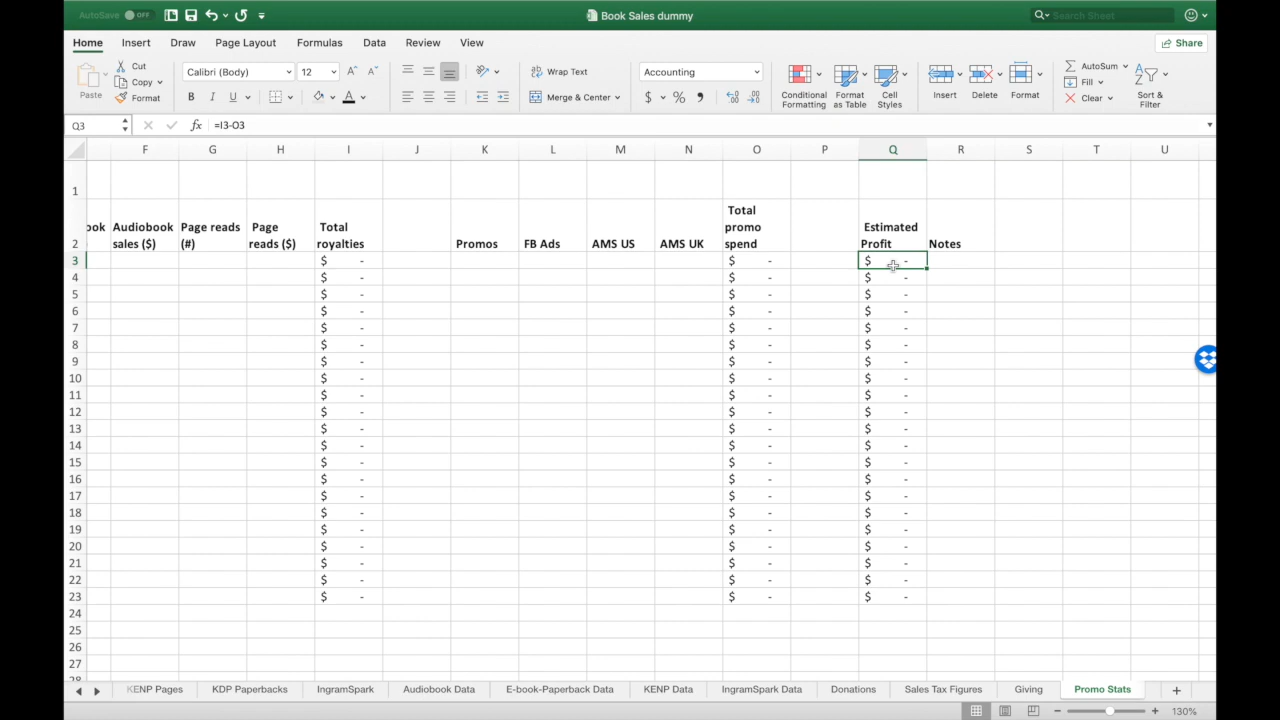 AutoSave OFF Book Sales dummy Search Sheet
Home Insert Draw Page Layout Formulas Data Review View Share
Paste Cut Copy Format
Calibri (Body) 12
B I U A
Wrap Text
Merge & Center
Accounting
$ %
Conditional Formatting
Format as Table
Cell Styles
Insert Delete Format
AutoSum
Fill
Clear
Sort & Filter
Q3 fx =I3-O3
F G H I J K L M N O P Q R S T U
1
2 ook Audiobook sales ($) Page reads (#) Page reads ($) Total royalties Promos FB Ads AMS US AMS UK Total promo spend Estimated Profit Notes
3 $ - $ - $ -
4 $ - $ - $ -
5 $ - $ - $ -
6 $ - $ - $ -
7 $ - $ - $ -
8 $ - $ - $ -
9 $ - $ - $ -
10 $ - $ - $ -
11 $ - $ - $ -
12 $ - $ - $ -
13 $ - $ - $ -
14 $ - $ - $ -
15 $ - $ - $ -
16 $ - $ - $ -
17 $ - $ - $ -
18 $ - $ - $ -
19 $ - $ - $ -
20 $ - $ - $ -
21 $ - $ - $ -
22 $ - $ - $ -
23 $ - $ - $ -
24
25
26
27
28
KENP Pages KDP Paperbacks IngramSpark Audiobook Data E-book-Paperback Data KENP Data IngramSpark Data Donations Sales Tax Figures Giving Promo Stats +
130%